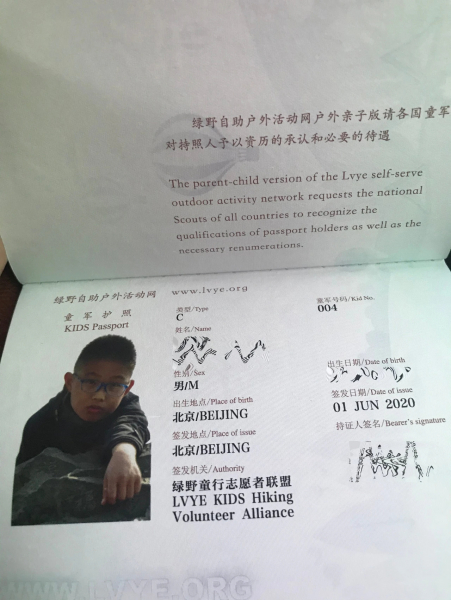 绿野自助户外活动网户外亲子版请各国童军
对持照人予以资历的承认和必要的待遇
The parent-child version of the Lvye self-serve
outdoor activity network requests the national
Scouts of all countries to recognize the
qualifications of passport holders as well as the
necessary renumerations.
绿野自助户外活动网 www.lvye.org
童军护照
KIDS Passport
类型/Type
C
童军号码/Kid No.
004
姓名/Name
性别/Sex
男/M
出生日期/Date of birth
出生地点/Place of birth
北京/BEIJING
签发日期/Date of issue
01 JUN 2020
签发地点/Place of issue
北京/BEIJING
持证人签名/Bearer's signature
签发机关/Authority
绿野童行志愿者联盟
LVYE KIDS Hiking
Volunteer Alliance
WWW.LVYE.ORG